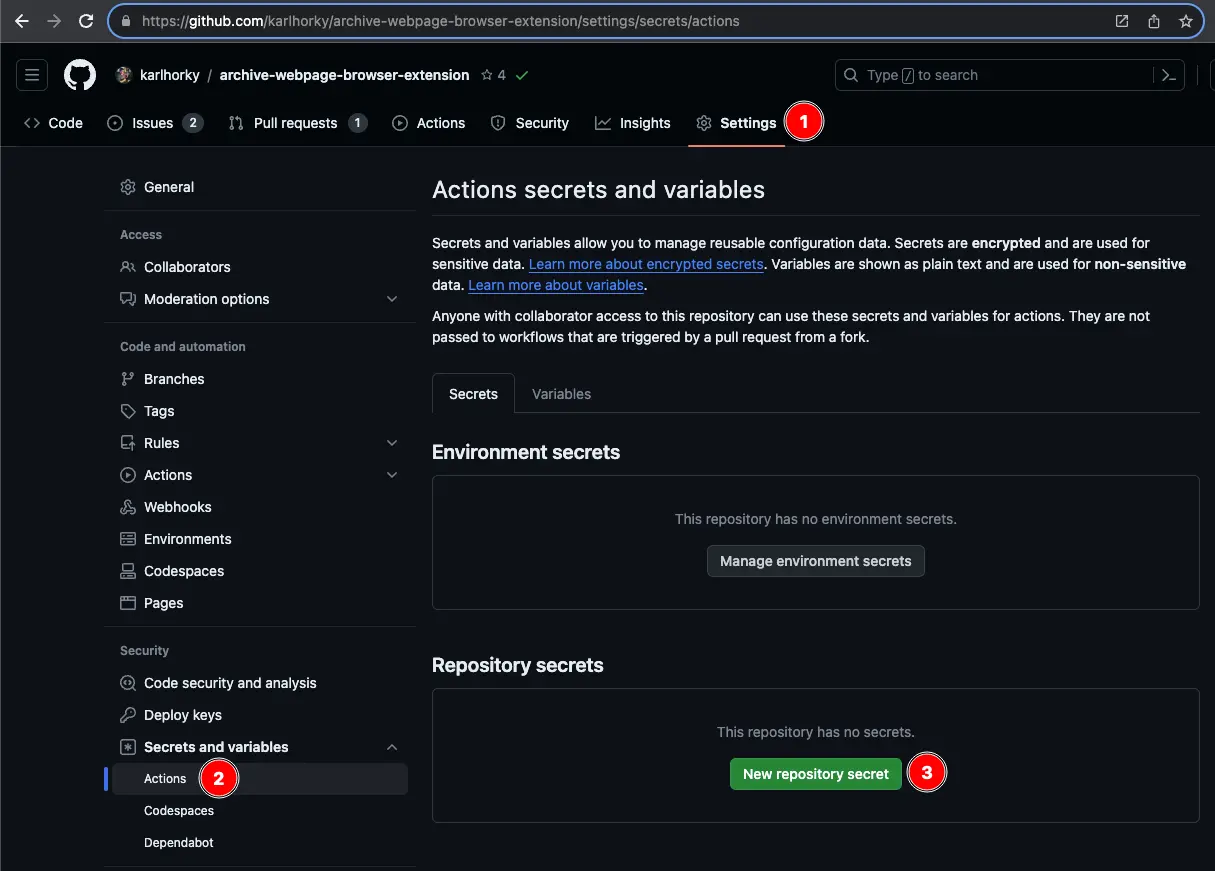 https://github.com/karlhorky/archive-webpage-browser-extension/settings/secrets/actions
karlhorky / archive-webpage-browser-extension 4
Type / to search
Code Issues 2 Pull requests 1 Actions Security Insights Settings 1
General
Access
Collaborators
Moderation options
Code and automation
Branches
Tags
Rules
Actions
Webhooks
Environments
Codespaces
Pages
Security
Code security and analysis
Deploy keys
Secrets and variables
Actions 2
Codespaces
Dependabot
Actions secrets and variables
Secrets and variables allow you to manage reusable configuration data. Secrets are encrypted and are used for
sensitive data. Learn more about encrypted secrets. Variables are shown as plain text and are used for non-sensitive
data. Learn more about variables.
Anyone with collaborator access to this repository can use these secrets and variables for actions. They are not
passed to workflows that are triggered by a pull request from a fork.
Secrets Variables
Environment secrets
This repository has no environment secrets.
Manage environment secrets
Repository secrets
This repository has no secrets.
New repository secret 3